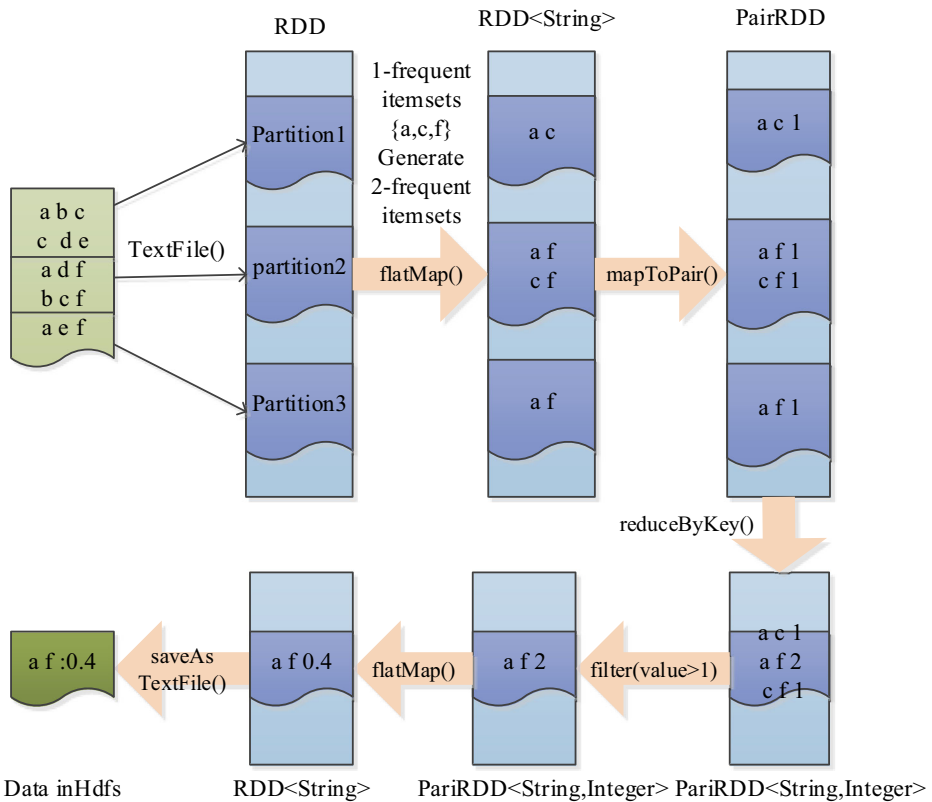 RDD
RDD<String>
PairRDD
a b c
c d e
a d f
b c f
a e f
TextFile()
Partition1
partition2
Partition3
1-frequent
itemsets
{a,c,f}
Generate
2-frequent
itemsets
flatMap()
a c
a f
c f
a f
mapToPair()
a c 1
a f 1
c f 1
a f 1
reduceByKey()
a c 1
a f 2
c f 1
filter(value>1)
a f 2
flatMap()
a f 0.4
saveAs
TextFile()
a f :0.4
Data inHdfs
RDD<String>
PariRDD<String,Integer>
PariRDD<String,Integer>